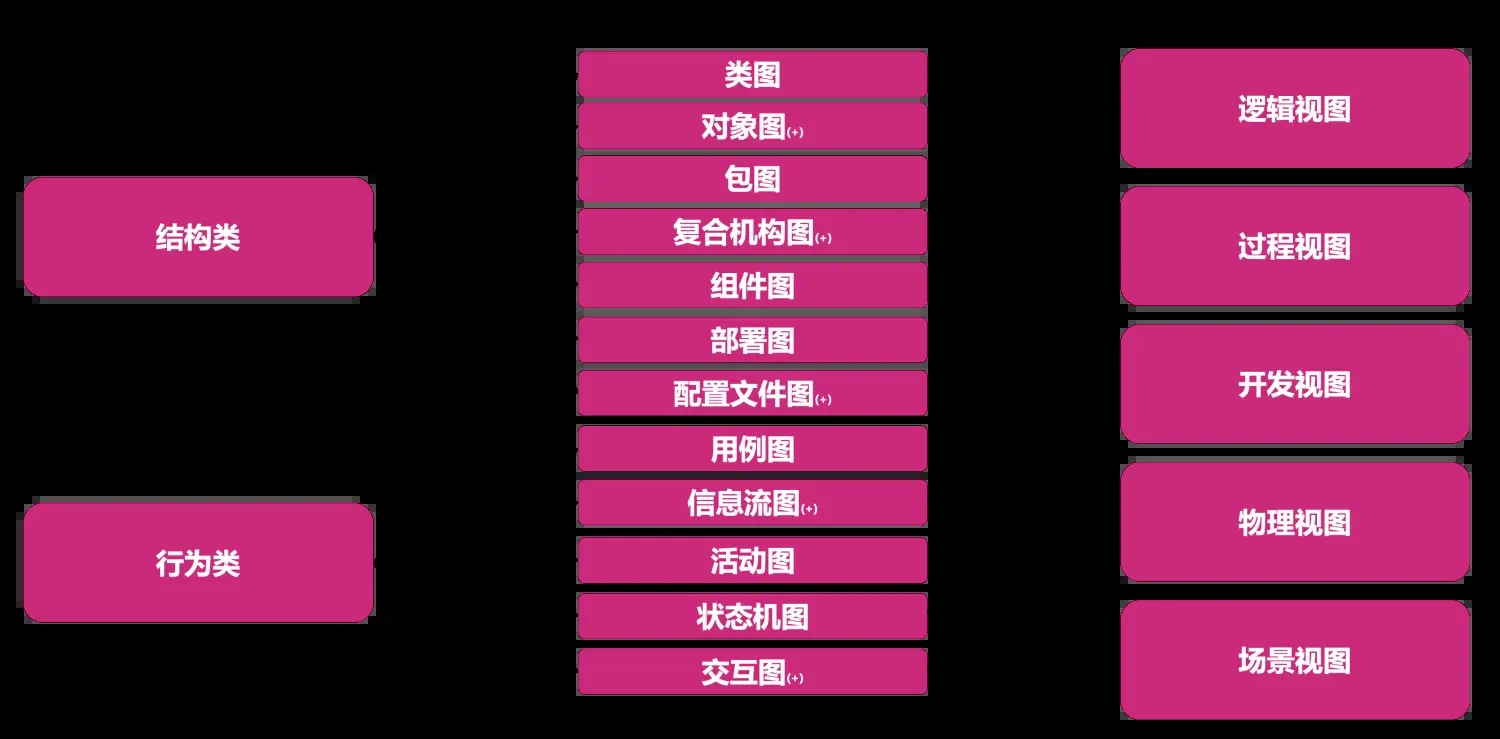 结构类
行为类
类图
对象图(+)
包图
复合机构图(+)
组件图
部署图
配置文件图(+)
用例图
信息流图(+)
活动图
状态机图
交互图(+)
逻辑视图
过程视图
开发视图
物理视图
场景视图